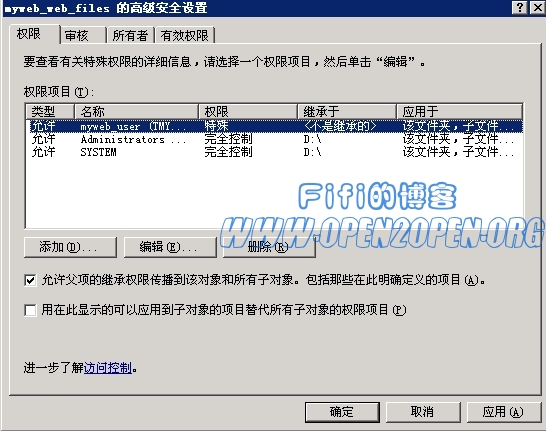 myweb_web_files 的高级安全设置
权限 审核 所有者 有效权限
要查看有关特殊权限的详细信息，请选择一个权限项目，然后单击“编辑”。
权限项目(T):
类型 名称 权限 继承于 应用于
允许 myweb_user (TMY... 特殊 <不是继承的> 该文件夹，子文件...
允许 Administrators ... 完全控制 D:\ 该文件夹，子文件...
允许 SYSTEM 完全控制 D:\ 该文件夹，子文件...
Fifi的博客
WWW.OPEN2OPEN.ORG
添加(D)... 编辑(E)... 删除(R)
允许父项的继承权限传播到该对象和所有子对象。包括那些在此明确定义的项目(A)。
用在此显示的可以应用到子对象的项目替代所有子对象的权限项目(P)
进一步了解访问控制。
确定 取消 应用(A)